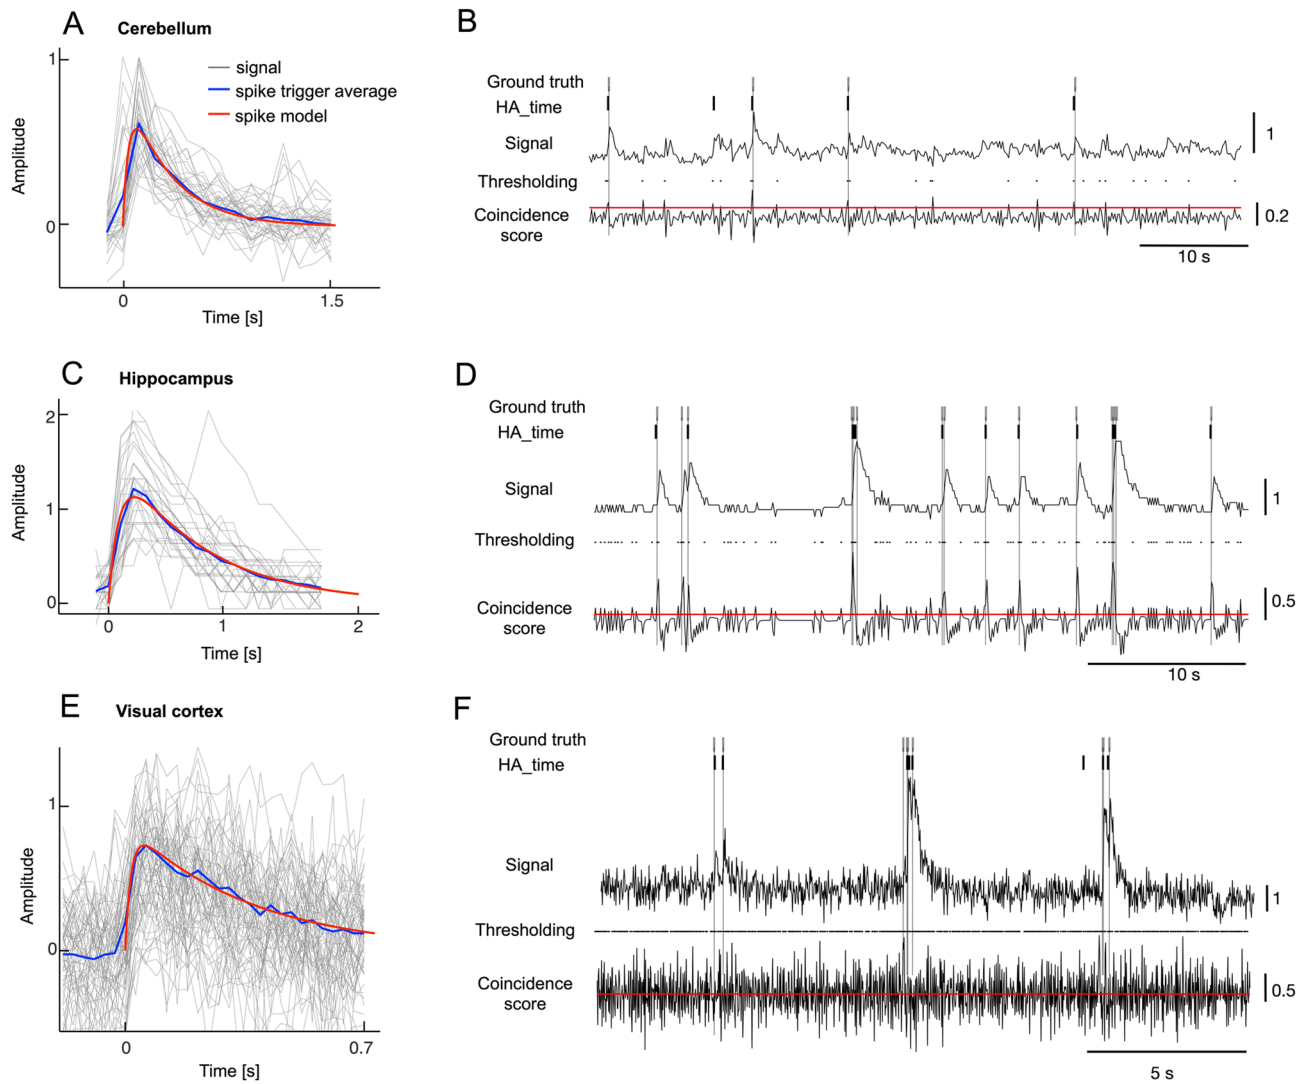 A
Cerebellum
signal
spike trigger average
spike model
1
0
Amplitude
0
1.5
Time [s]
B
Ground truth
HA_time
Signal
1
Thresholding
Coincidence
score
0.2
10 s
C
Hippocampus
2
1
0
Amplitude
0
1
2
Time [s]
D
Ground truth
HA_time
Signal
1
Thresholding
Coincidence
score
0.5
10 s
E
Visual cortex
1
0
Amplitude
0
0.7
Time [s]
F
Ground truth
HA_time
Signal
1
Thresholding
Coincidence
score
0.5
5 s